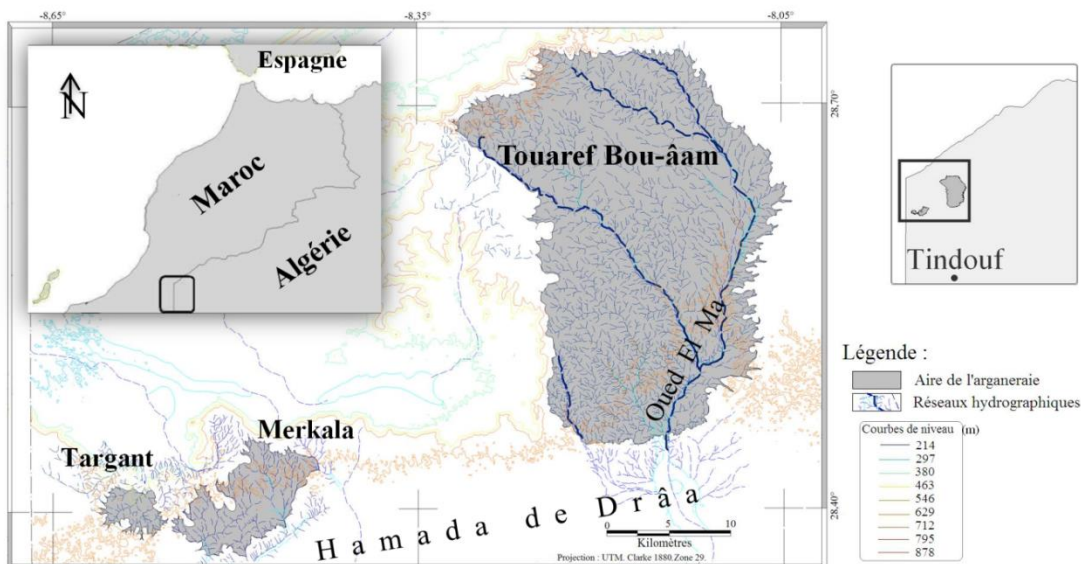 -8,65°
-8,35°
-8,05°
Espagne
N
Maroc
Algérie
Touaref Bou-âam
28,70°
Oued El Ma
Tindouf
Légende :
Aire de l'arganeraie
Réseaux hydrographiques
Courbes de niveau (m)
214
297
380
463
546
629
712
795
878
Merkala
Targant
28,40°
Hamada de Drâa
0 5 10
Kilomètres
Projection : UTM. Clarke 1880.Zone 29.